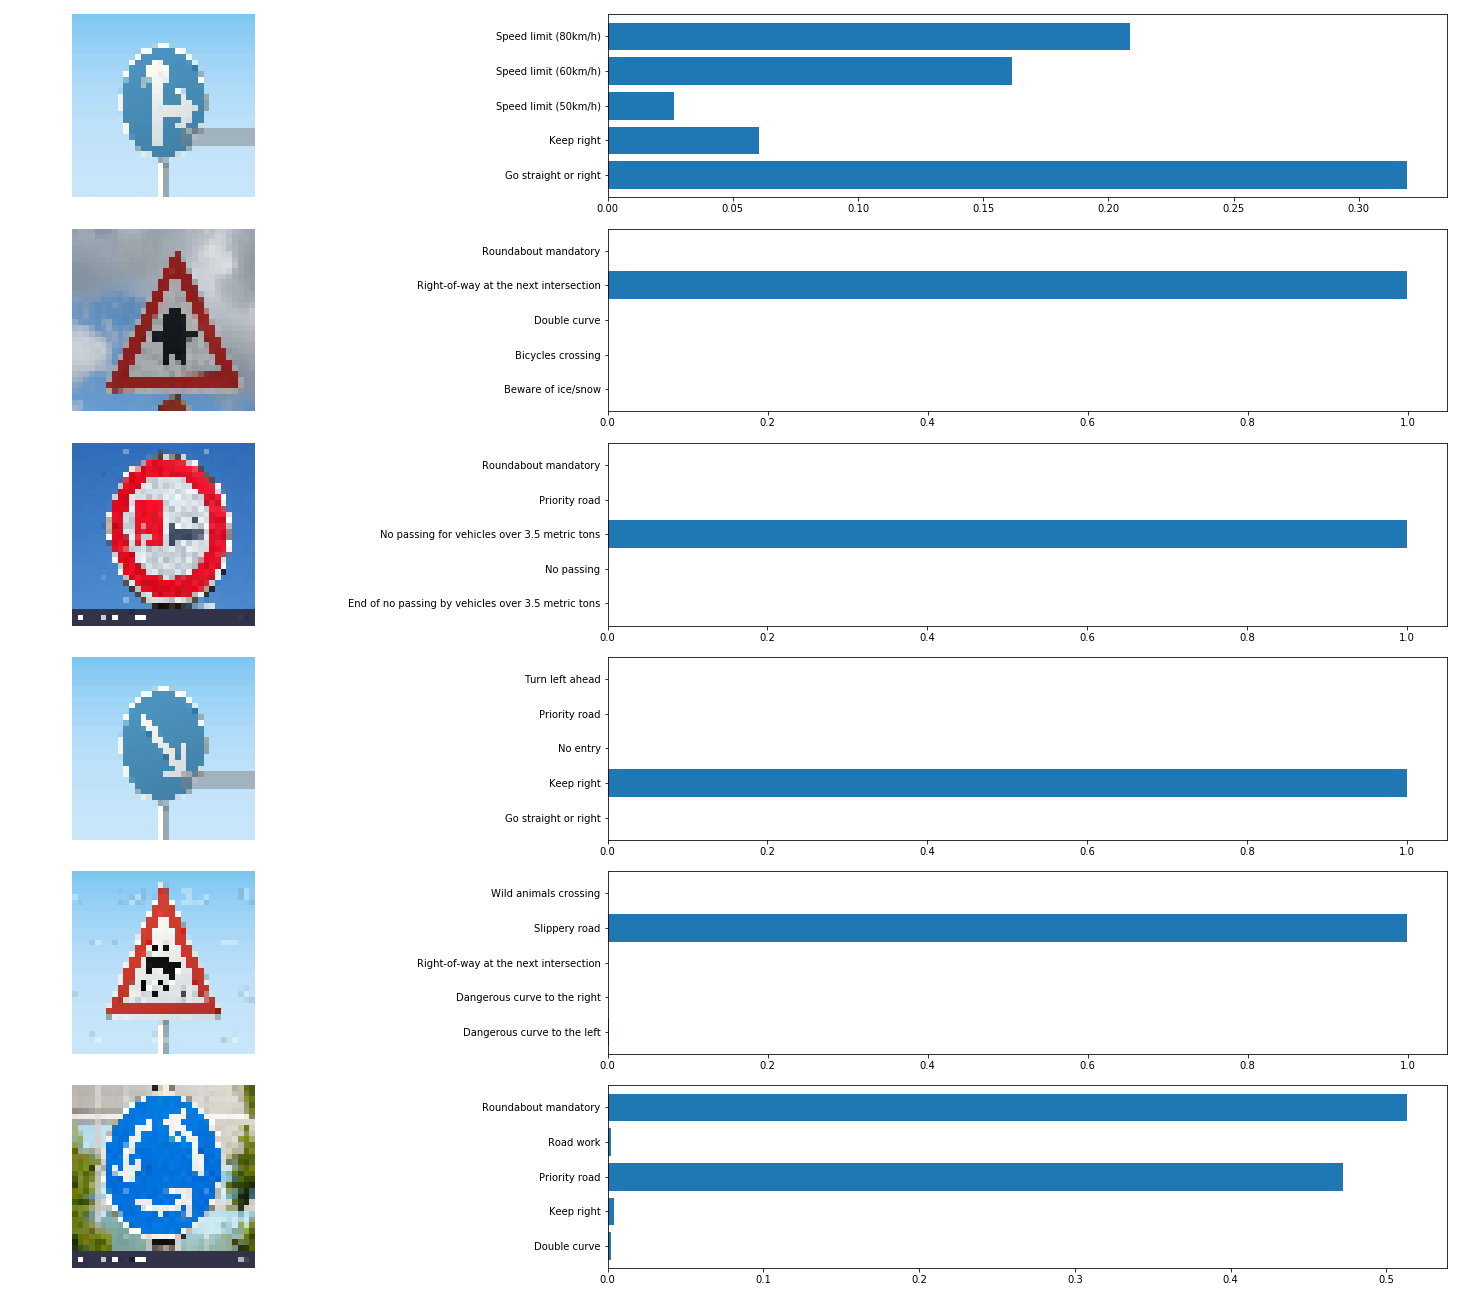 Speed limit (80km/h)
Speed limit (60km/h)
Speed limit (50km/h)
Keep right
Go straight or right
0.00 0.05 0.10 0.15 0.20 0.25 0.30
Roundabout mandatory
Right-of-way at the next intersection
Double curve
Bicycles crossing
Beware of ice/snow
0.0 0.2 0.4 0.6 0.8 1.0
Roundabout mandatory
Priority road
No passing for vehicles over 3.5 metric tons
No passing
End of no passing by vehicles over 3.5 metric tons
0.0 0.2 0.4 0.6 0.8 1.0
Turn left ahead
Priority road
No entry
Keep right
Go straight or right
0.0 0.2 0.4 0.6 0.8 1.0
Wild animals crossing
Slippery road
Right-of-way at the next intersection
Dangerous curve to the right
Dangerous curve to the left
0.0 0.2 0.4 0.6 0.8 1.0
Roundabout mandatory
Road work
Priority road
Keep right
Double curve
0.0 0.1 0.2 0.3 0.4 0.5